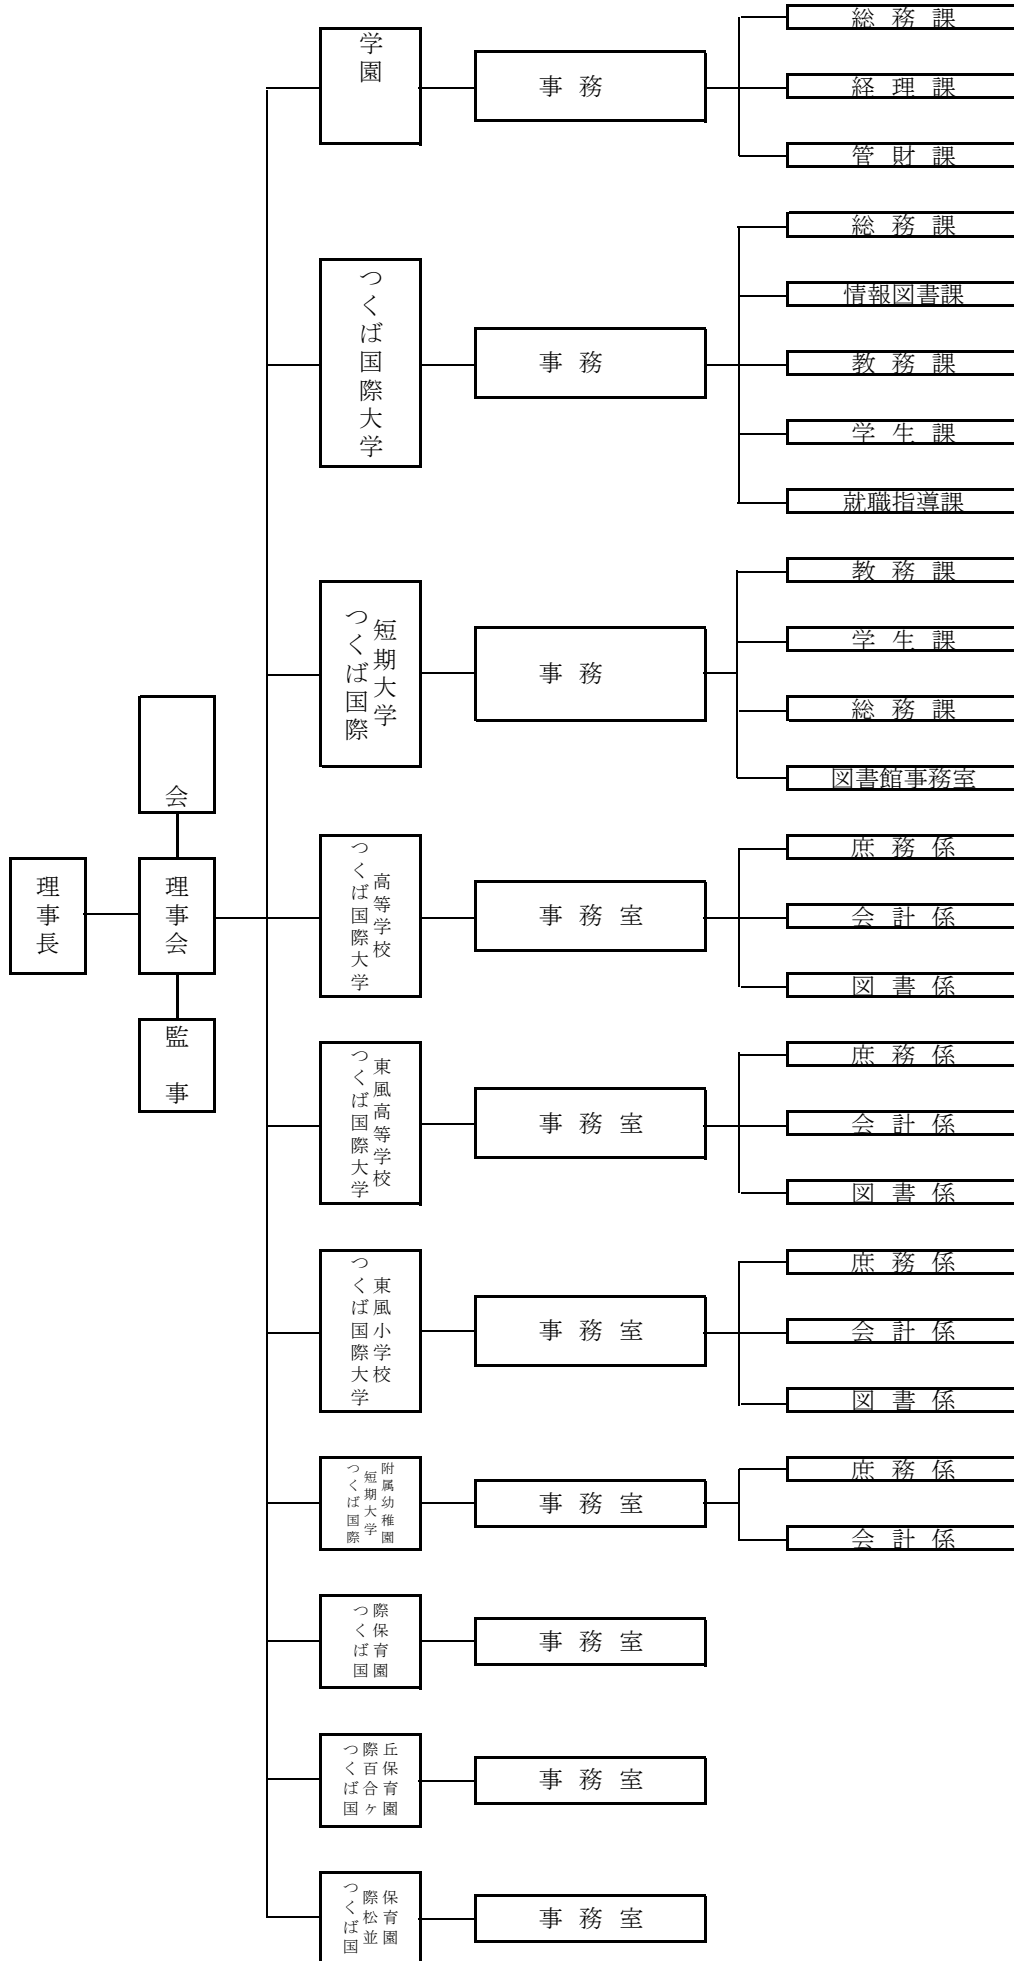 理事長
会
理事会
監事
学園
事務
総務課
経理課
管財課
つくば国際大学
事務
総務課
情報図書課
教務課
学生課
就職指導課
つくば国際
短期大学
事務
教務課
学生課
総務課
図書館事務室
つくば国際大学
高等学校
事務室
庶務係
会計係
図書係
つくば国際大学
東風高等学校
事務室
庶務係
会計係
図書係
つくば国際大学
東風小学校
事務室
庶務係
会計係
図書係
つくば国際
短期大学
附属幼稚園
事務室
庶務係
会計係
つくば国
際保育園
事務室
つくば国
際百合ヶ
丘保育園
事務室
つくば国
際松並
保育園
事務室